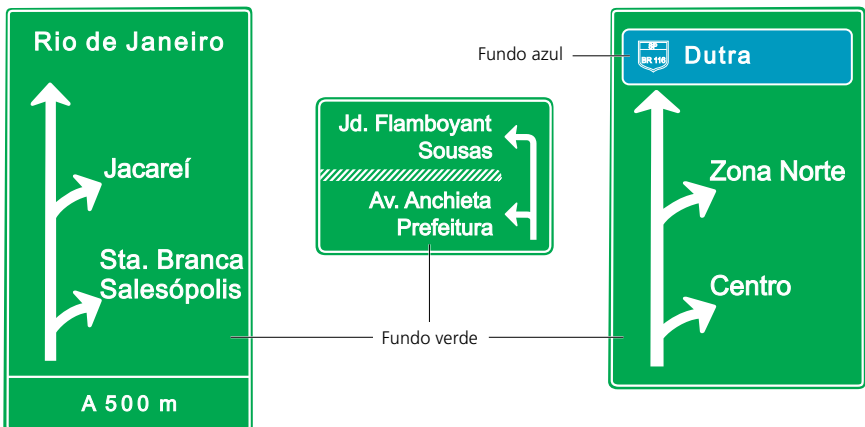 Rio de Janeiro
Jacareí
Sta. Branca
Salesópolis
A 500 m
Jd. Flamboyant
Sousas
Av. Anchieta
Prefeitura
Fundo azul
Fundo verde
SP
BR 116
Dutra
Zona Norte
Centro